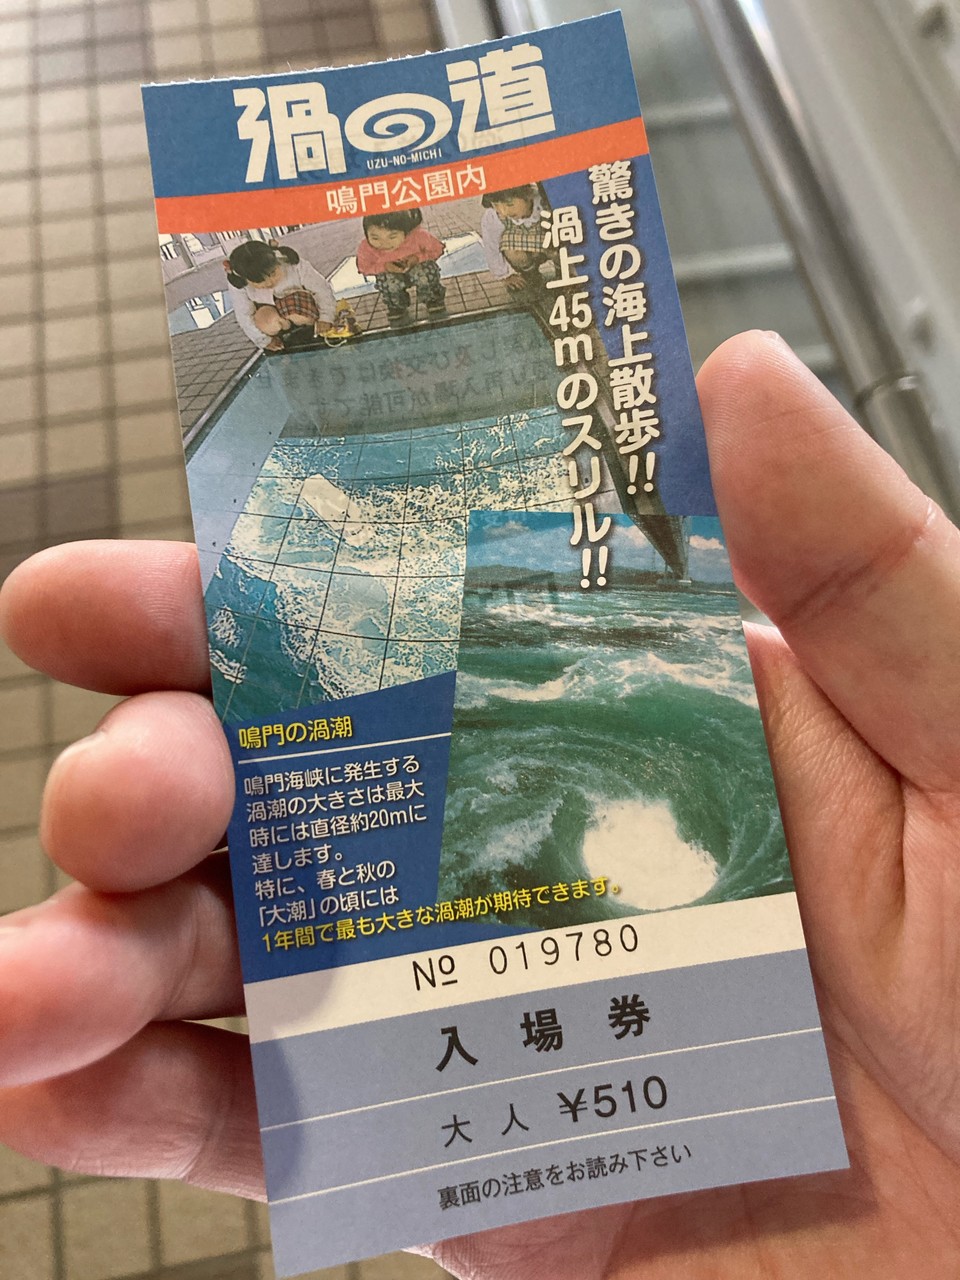 渦の道
UZU-NO-MICHI
鳴門公園内
驚きの海上散歩!!
渦上45mのスリル!!
鳴門の渦潮
鳴門海峡に発生する
渦潮の大きさは最大
時には直径約20mに
達します。
特に、春と秋の
「大潮」の頃には
1年間で最も大きな渦潮が期待できます。
№ 019780
入場券
大人 ¥510
裏面の注意をお読み下さい